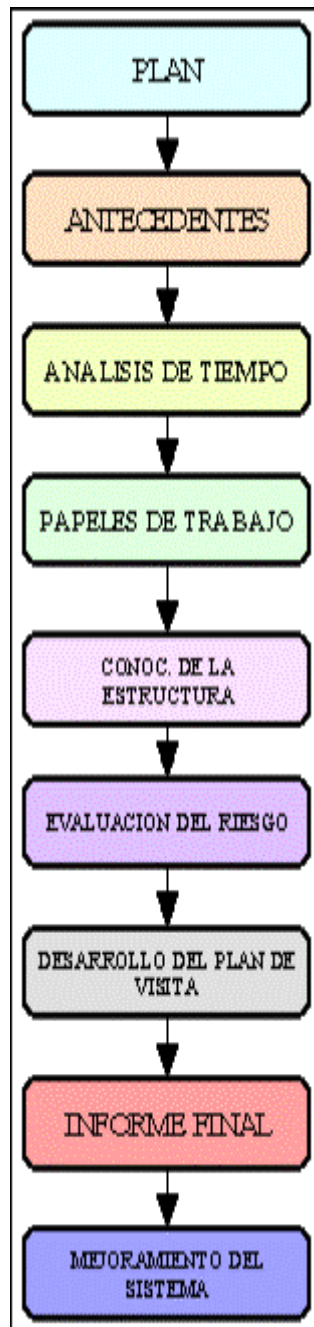 PLAN
ANTECEDENTES
ANALISIS DE TIEMPO
PAPELES DE TRABAJO
CONOC. DE LA
ESTRUCTURA
EVALUACION DEL RIESGO
DESARROLLO DEL PLAN DE
VISITA
INFORME FINAL
MEJORAMIENTO DEL
SISTEMA